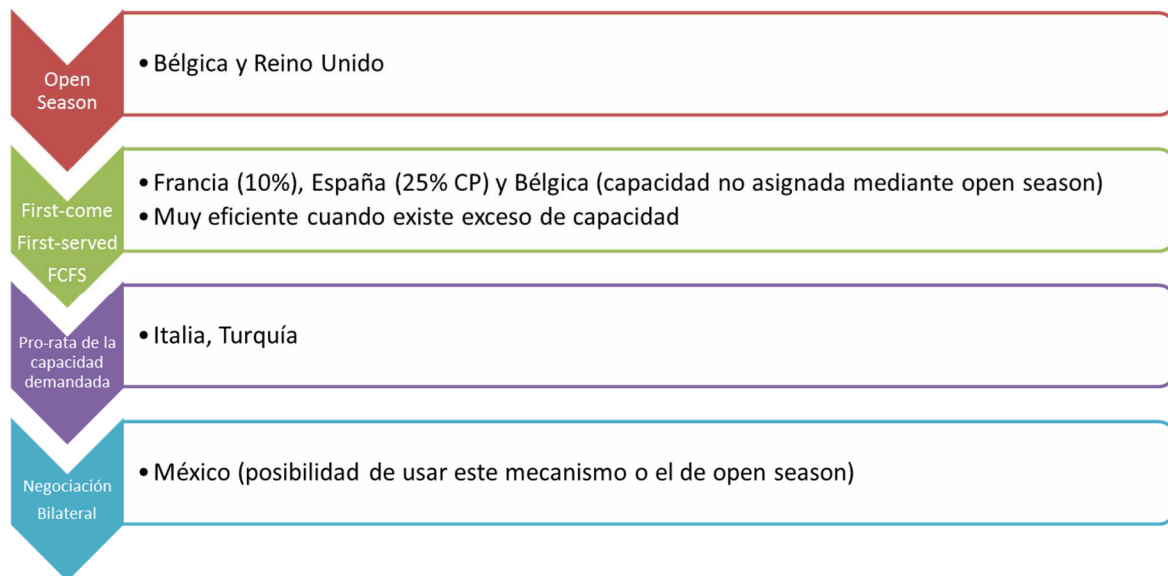 Open
Season
• Bélgica y Reino Unido
First-come
First-served
FCFS
• Francia (10%), España (25% CP) y Bélgica (capacidad no asignada mediante open season)
• Muy eficiente cuando existe exceso de capacidad
Pro-rata de la
capacidad
demandada
• Italia, Turquía
Negociación
Bilateral
• México (posibilidad de usar este mecanismo o el de open season)